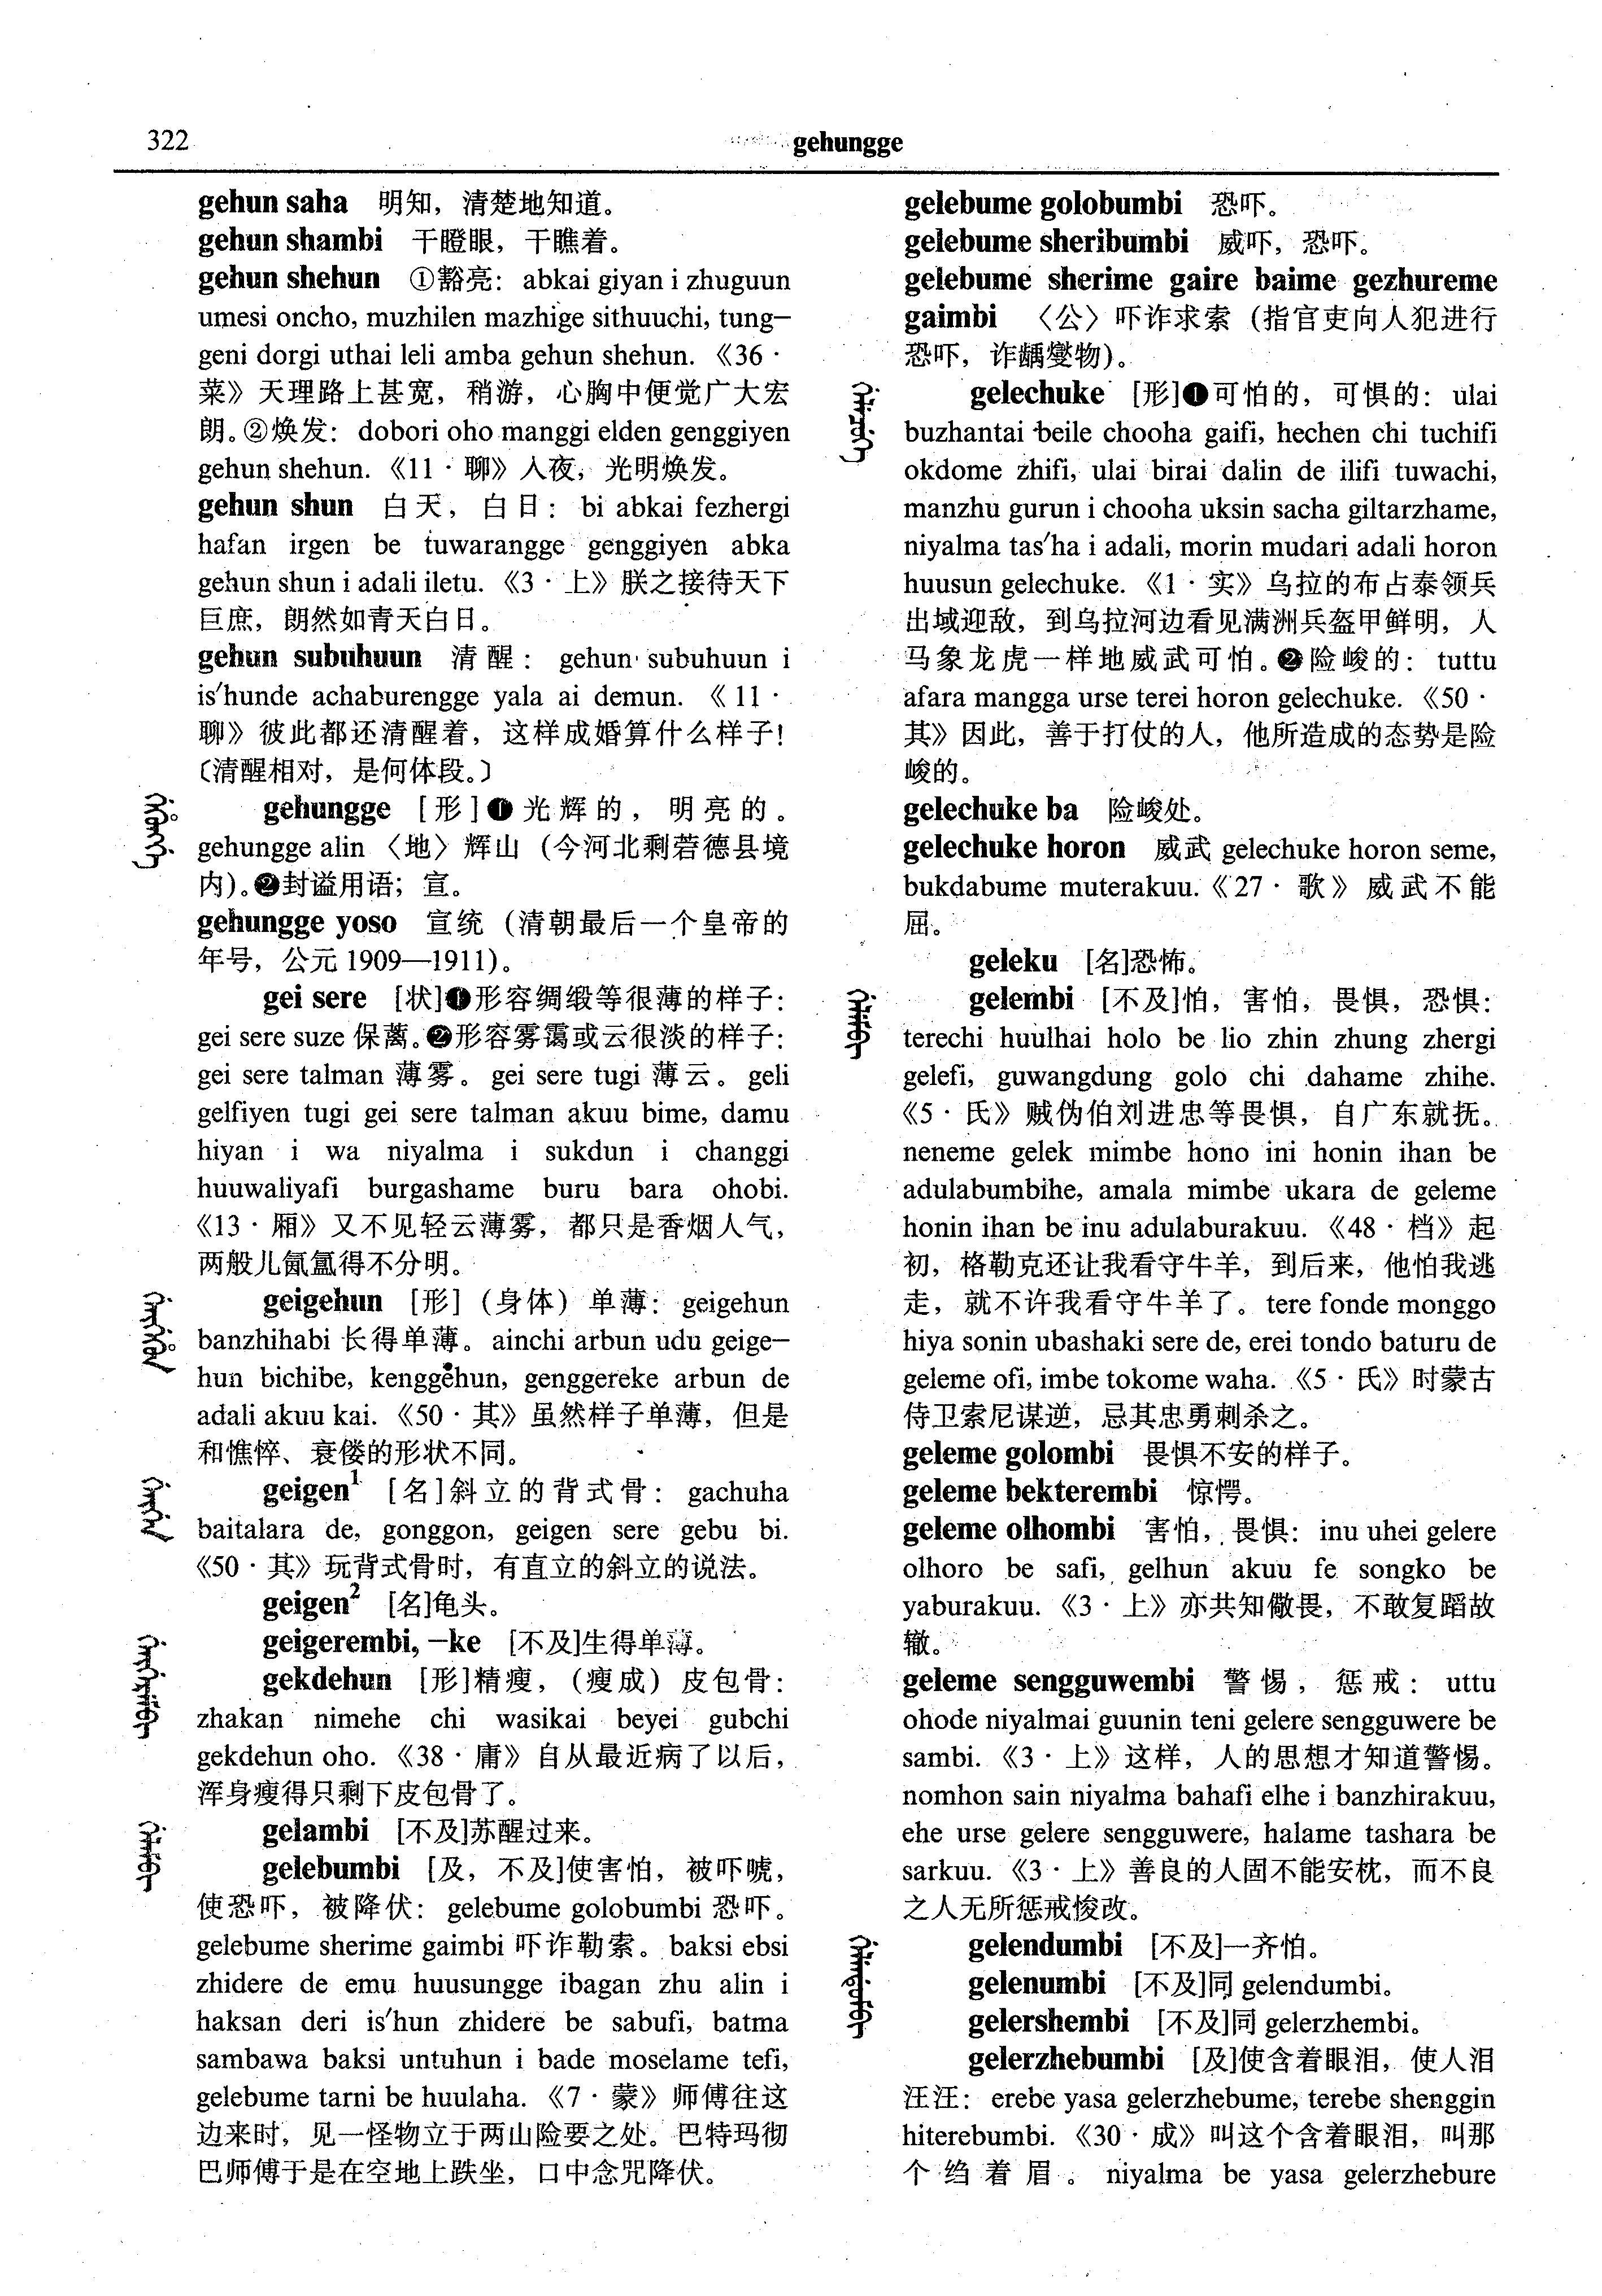 322
gehungge
gehun saha 明知，清楚地知道。
gehun shambi 干瞪眼，干瞧着。
gehun shehun ①豁亮：abkai giyan i zhuguun
umesi oncho, muzhilen mazhige sithuuchi, tung—
geni dorgi uthai leli amba gehun shehun. 《36·
菜》天理路上甚宽，稍游，心胸中便觉广大宏
朗。②焕发：dobori oho manggi elden genggiyen
gehun shehun. 《11·聊》人夜，光明焕发。
gehun shun 白天，白日：bi abkai fezhergi
hafan irgen be tuwarangge genggiyen abka
gehun shun i adali iletu. 《3·上》朕之接待天下
巨庶，朗然如青天白日。
gehun subuhuun 清醒：gehun subuhuun i
is'hunde achaburengge yala ai demun. 《11·
聊》彼此都还清醒着，这样成婚算什么样子！
〔清醒相对，是何体段。〕
gehungge [形]❶光辉的，明亮的。
gehungge alin〈地〉辉山（今河北剩菪德县境
内）。❷封谥用语；宣。
gehungge yoso 宣统（清朝最后一个皇帝的
年号，公元1909—1911）。
gei sere [状]❶形容绸缎等很薄的样子：
gei sere suze 保蓠。❷形容雾霭或云很淡的样子：
gei sere talman 薄雾。gei sere tugi 薄云。geli
gelfiyen tugi gei sere talman akuu bime, damu
hiyan i wa niyalma i sukdun i changgi
huuwaliyafi burgashame buru bara ohobi.
《13·厢》又不见轻云薄雾，都只是香烟人气，
两般儿氤氲得不分明。
geigehun [形]（身体）单薄：geigehun
banzhihabi 长得单薄。ainchi arbun udu geige—
hun bichibe, kenggehun, genggereke arbun de
adali akuu kai. 《50·其》虽然样子单薄，但是
和憔悴、衰偻的形状不同。
geigen¹ [名]斜立的背式骨：gachuha
baitalara de, gonggon, geigen sere gebu bi.
《50·其》玩背式骨时，有直立的斜立的说法。
geigen² [名]龟头。
geigerembi, —ke [不及]生得单薄。
gekdehun [形]精瘦，（瘦成）皮包骨：
zhakan nimehe chi wasikai beyei gubchi
gekdehun oho. 《38·庸》自从最近病了以后，
浑身瘦得只剩下皮包骨了。
gelambi [不及]苏醒过来。
gelebumbi [及，不及]使害怕，被吓唬，
使恐吓，被降伏：gelebume golobumbi 恐吓。
gelebume sherime gaimbi 吓诈勒索。baksi ebsi
zhidere de emu huusungge ibagan zhu alin i
haksan deri is'hun zhidere be sabufi, batma
sambawa baksi untuhun i bade moselame tefi,
gelebume tarni be huulaha. 《7·蒙》师傅往这
边来时，见一怪物立于两山险要之处。巴特玛彻
巴师傅于是在空地上跌坐，口中念咒降伏。
gelebume golobumbi 恐吓。
gelebume sheribumbi 威吓，恐吓。
gelebume sherime gaire baime gezhureme
gaimbi 〈公〉吓诈求索（指官吏向人犯进行
恐吓，诈龋燮物）。
gelechuke [形]❶可怕的，可惧的：ulai
buzhantai beile chooha gaifi, hechen chi tuchifi
okdome zhifi, ulai birai dalin de ilifi tuwachi,
manzhu gurun i chooha uksin sacha giltarzhame,
niyalma tas'ha i adali, morin mudari adali horon
huusun gelechuke. 《1·实》乌拉的布占泰领兵
出域迎敌，到乌拉河边看见满洲兵盔甲鲜明，人
马象龙虎一样地威武可怕。❷险峻的：tuttu
afara mangga urse terei horon gelechuke. 《50·
其》因此，善于打仗的人，他所造成的态势是险
峻的。
gelechuke ba 险峻处。
gelechuke horon 威武 gelechuke horon seme,
bukdabume muterakuu. 《27·歌》威武不能
屈。
geleku [名]恐怖。
gelembi [不及]怕，害怕，畏惧，恐惧：
terechi huulhai holo be lio zhin zhung zhergi
gelefi, guwangdung golo chi dahame zhihe.
《5·氏》贼伪伯刘进忠等畏惧，自广东就抚。
neneme gelek mimbe hono ini honin ihan be
adulabumbihe, amala mimbe ukara de geleme
honin ihan be inu adulaburakuu. 《48·档》起
初，格勒克还让我看守牛羊，到后来，他怕我逃
走，就不许我看守牛羊了。tere fonde monggo
hiya sonin ubashaki sere de, erei tondo baturu de
geleme ofi, imbe tokome waha. 《5·氏》时蒙古
侍卫索尼谋逆，忌其忠勇刺杀之。
geleme golombi 畏惧不安的样子。
geleme bekterembi 惊愕。
geleme olhombi 害怕，畏惧：inu uhei gelere
olhoro be safi, gelhun akuu fe songko be
yaburakuu. 《3·上》亦共知儆畏，不敢复蹈故
辙。
geleme sengguwembi 警惕，惩戒：uttu
ohode niyalmai guunin teni gelere sengguwere be
sambi. 《3·上》这样，人的思想才知道警惕。
nomhon sain niyalma bahafi elhe i banzhirakuu,
ehe urse gelere sengguwere, halame tashara be
sarkuu. 《3·上》善良的人固不能安枕，而不良
之人无所惩戒悛改。
gelendumbi [不及]一齐怕。
gelenumbi [不及]同 gelendumbi。
gelershembi [不及]同 gelerzhembi。
gelerzhebumbi [及]使含着眼泪，使人泪
汪汪：erebe yasa gelerzhebume, terebe shenggin
hiterebumbi. 《30·成》叫这个含着眼泪，叫那
个绉着眉。niyalma be yasa gelerzhebure